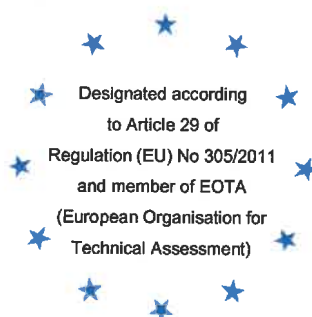 Designated according
to Article 29 of
Regulation (EU) No 305/2011
and member of EOTA
(European Organisation for
Technical Assessment)